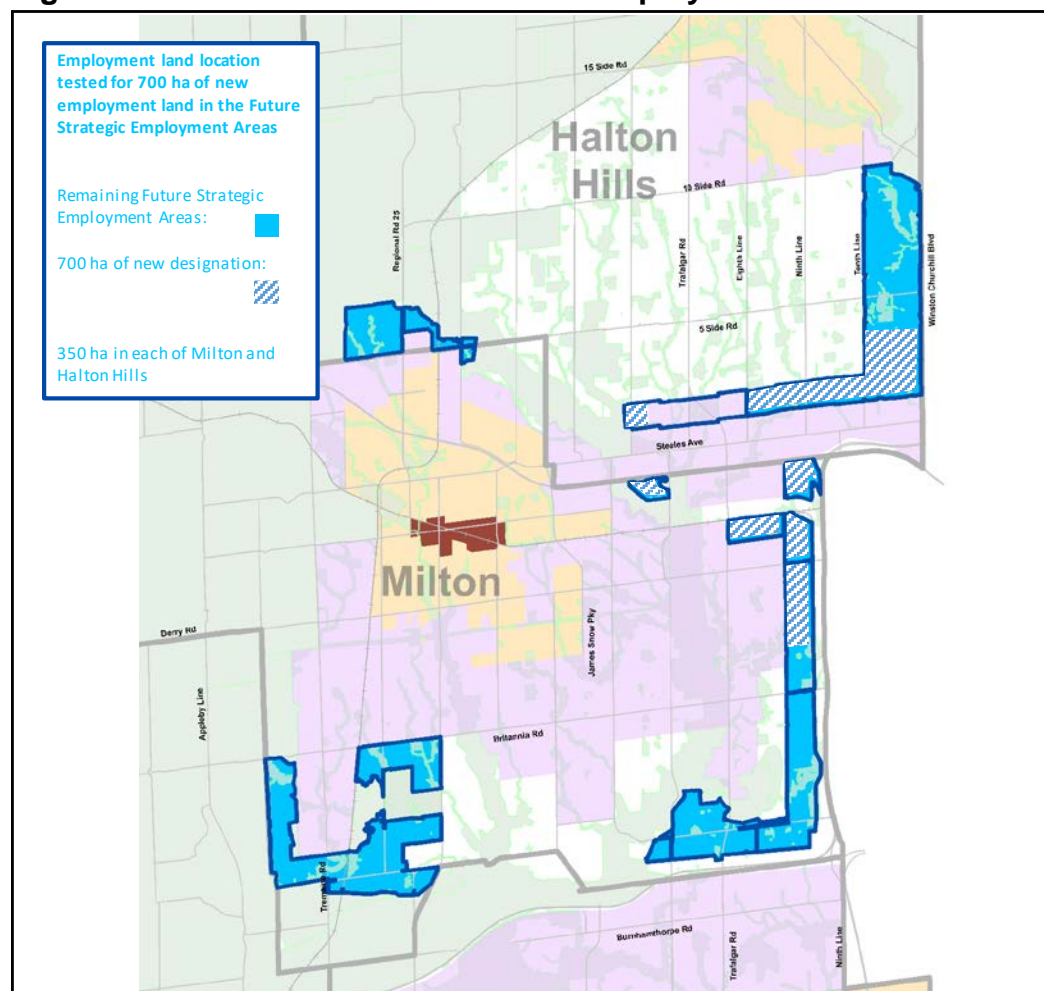 Employment land location
tested for 700 ha of new
employment land in the Future
Strategic Employment Areas
Remaining Future Strategic
Employment Areas:
700 ha of new designation:
350 ha in each of Milton and
Halton Hills
15 Side Rd
Halton
Hills
10 Side Rd
Regional Rd 25
Trafalgar Rd
Eighth Line
Ninth Line
Tenth Line
Winston Churchill Blvd
5 Side Rd
Steeles Ave
Milton
Derry Rd
James Snow Pky
Appleby Line
Britannia Rd
Tremaine Rd
Burnhamthorpe Rd
Trafalgar Rd
Ninth Line